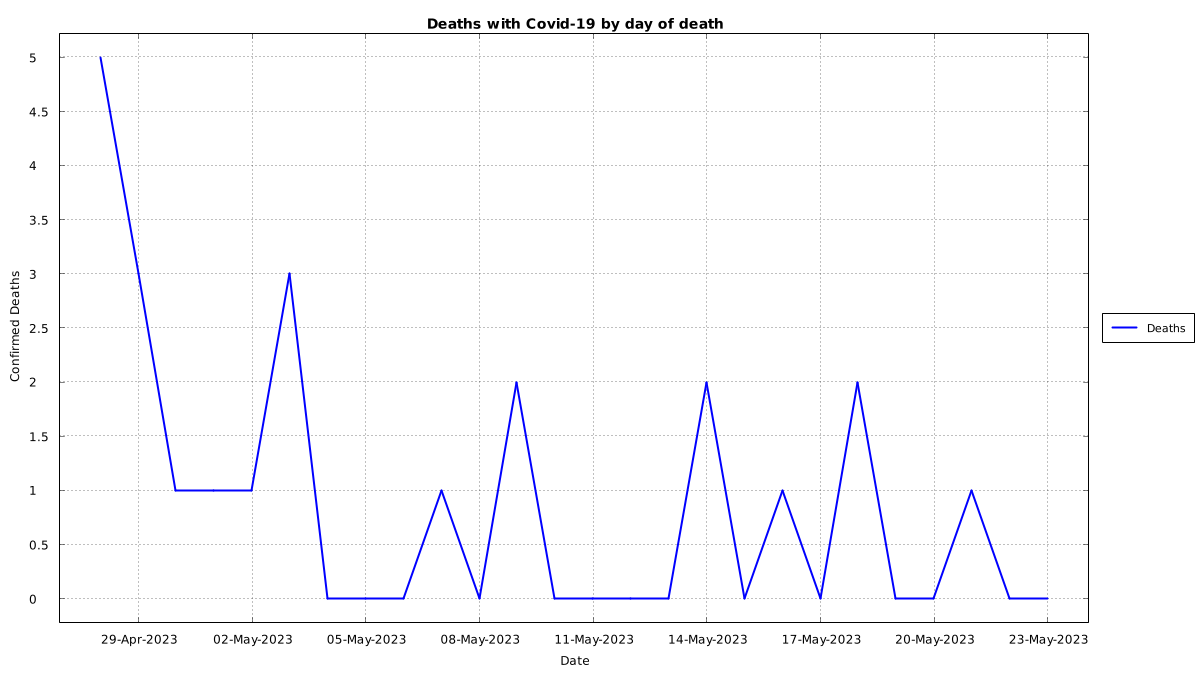 Deaths with Covid-19 by day of death
Confirmed Deaths
5
4.5
4
3.5
3
2.5
2
1.5
1
0.5
0
29-Apr-2023 02-May-2023 05-May-2023 08-May-2023 11-May-2023 14-May-2023 17-May-2023 20-May-2023 23-May-2023
Date
Deaths